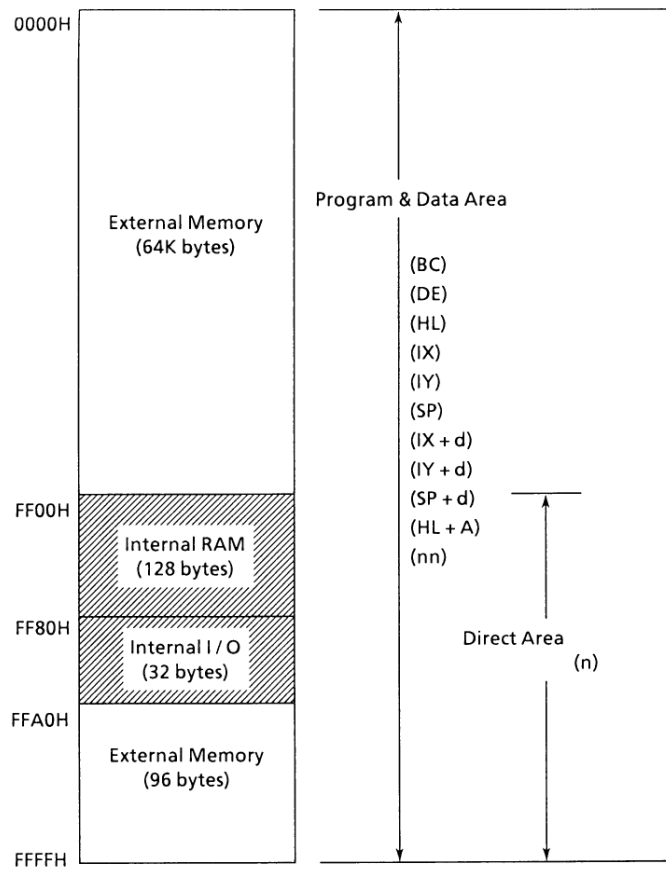 0000H
External Memory
(64K bytes)
Program & Data Area
(BC)
(DE)
(HL)
(IX)
(IY)
(SP)
(IX + d)
(IY + d)
(SP + d)
(HL + A)
(nn)
FF00H
Internal RAM
(128 bytes)
FF80H
Internal I / O
(32 bytes)
Direct Area
(n)
FFA0H
External Memory
(96 bytes)
FFFFH